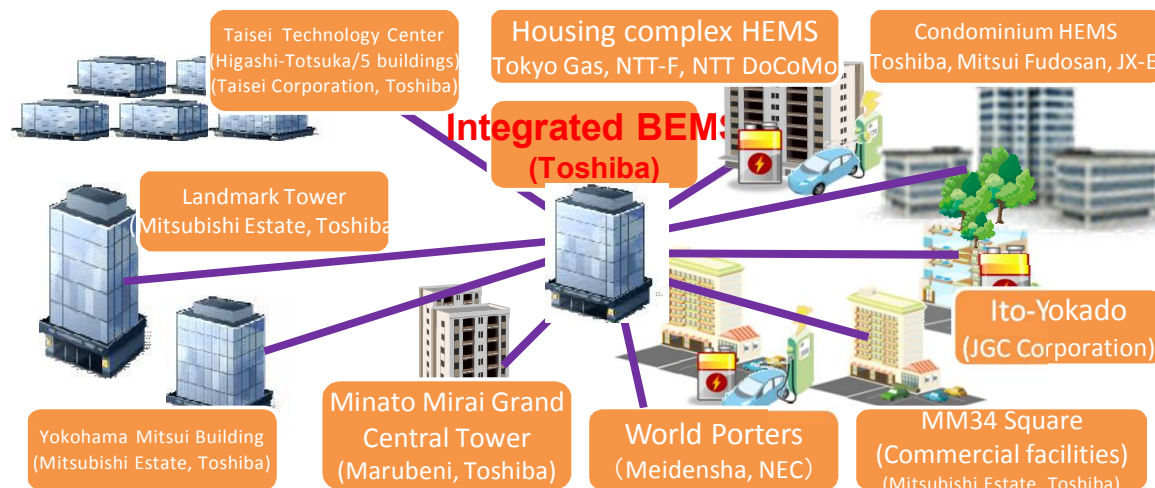 Taisei Technology Center
(Higashi-Totsuka/5 buildings)
(Taisei Corporation, Toshiba)
Housing complex HEMS
Tokyo Gas, NTT-F, NTT DoCoMo
Condominium HEMS
Toshiba, Mitsui Fudosan, JX-E
Integrated BEMS
(Toshiba)
Landmark Tower
(Mitsubishi Estate, Toshiba
Ito-Yokado
(JGC Corporation)
Yokohama Mitsui Building
(Mitsubishi Estate, Toshiba)
Minato Mirai Grand
Central Tower
(Marubeni, Toshiba)
World Porters
（Meidensha, NEC）
MM34 Square
(Commercial facilities)
(Mitsubishi Estate, Toshiba)